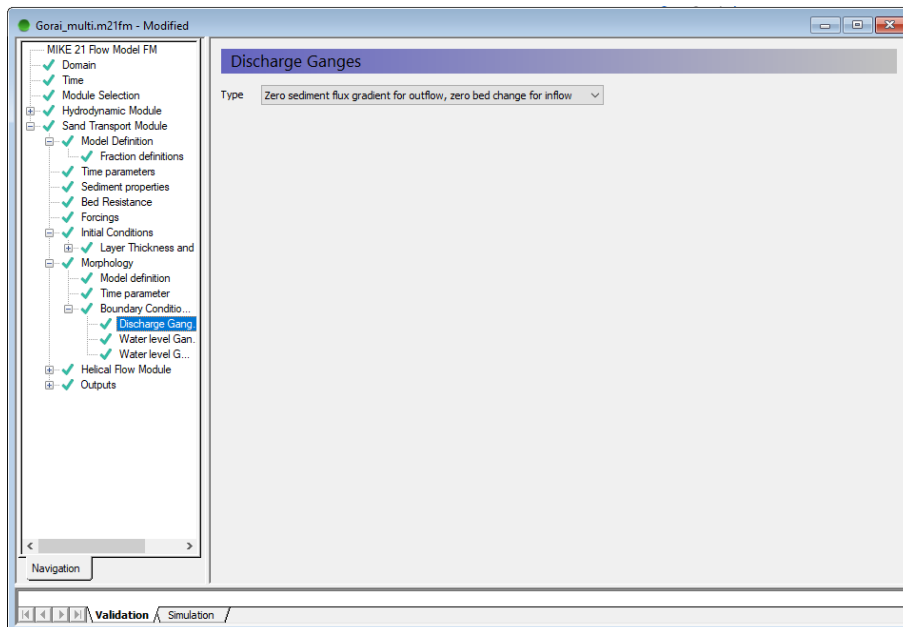 Gorai_multi.m21fm - Modified
MIKE 21 Flow Model FM
Domain
Time
Module Selection
Hydrodynamic Module
Sand Transport Module
Model Definition
Fraction definitions
Time parameters
Sediment properties
Bed Resistance
Forcings
Initial Conditions
Layer Thickness and
Morphology
Model definition
Time parameter
Boundary Conditio...
Discharge Gang.
Water level Gan.
Water level G...
Helical Flow Module
Outputs
Navigation
Discharge Ganges
Type Zero sediment flux gradient for outflow, zero bed change for inflow
Validation Simulation